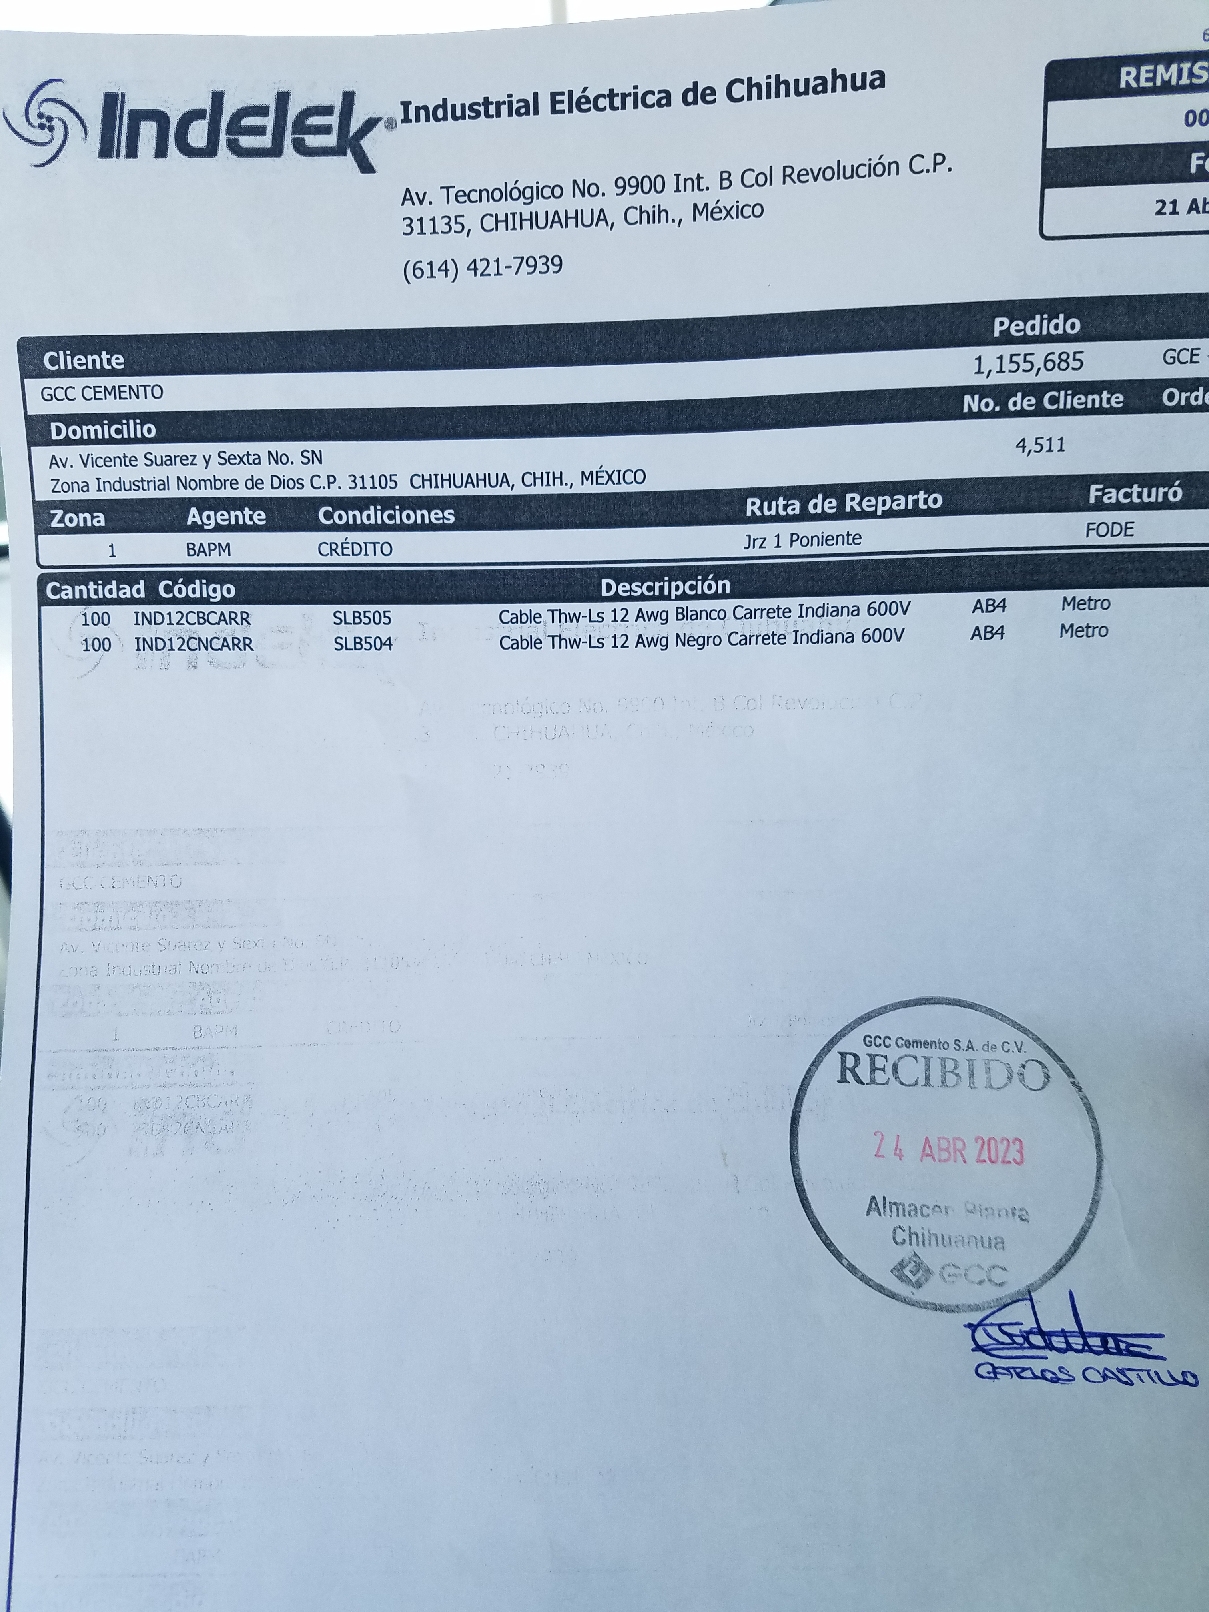 Indelek® Industrial Eléctrica de Chihuahua
Av. Tecnológico No. 9900 Int. B Col Revolución C.P.
31135, CHIHUAHUA, Chih., México
(614) 421-7939
REMIS
00
Fe
21 Ab
Cliente Pedido
GCC CEMENTO 1,155,685 GCE
Domicilio No. de Cliente Orde
Av. Vicente Suarez y Sexta No. SN 4,511
Zona Industrial Nombre de Dios C.P. 31105 CHIHUAHUA, CHIH., MÉXICO
Zona Agente Condiciones Ruta de Reparto Facturó
1 BAPM CRÉDITO Jrz 1 Poniente FODE
Cantidad Código Descripción
100 IND12CBCARR SLB505 Cable Thw-Ls 12 Awg Blanco Carrete Indiana 600V AB4 Metro
100 IND12CNCARR SLB504 Cable Thw-Ls 12 Awg Negro Carrete Indiana 600V AB4 Metro
GCC Cemento S.A. de C.V.
RECIBIDO
24 ABR 2023
Almacen Planta
Chihuahua
GCC
CARLOS CASTILLO